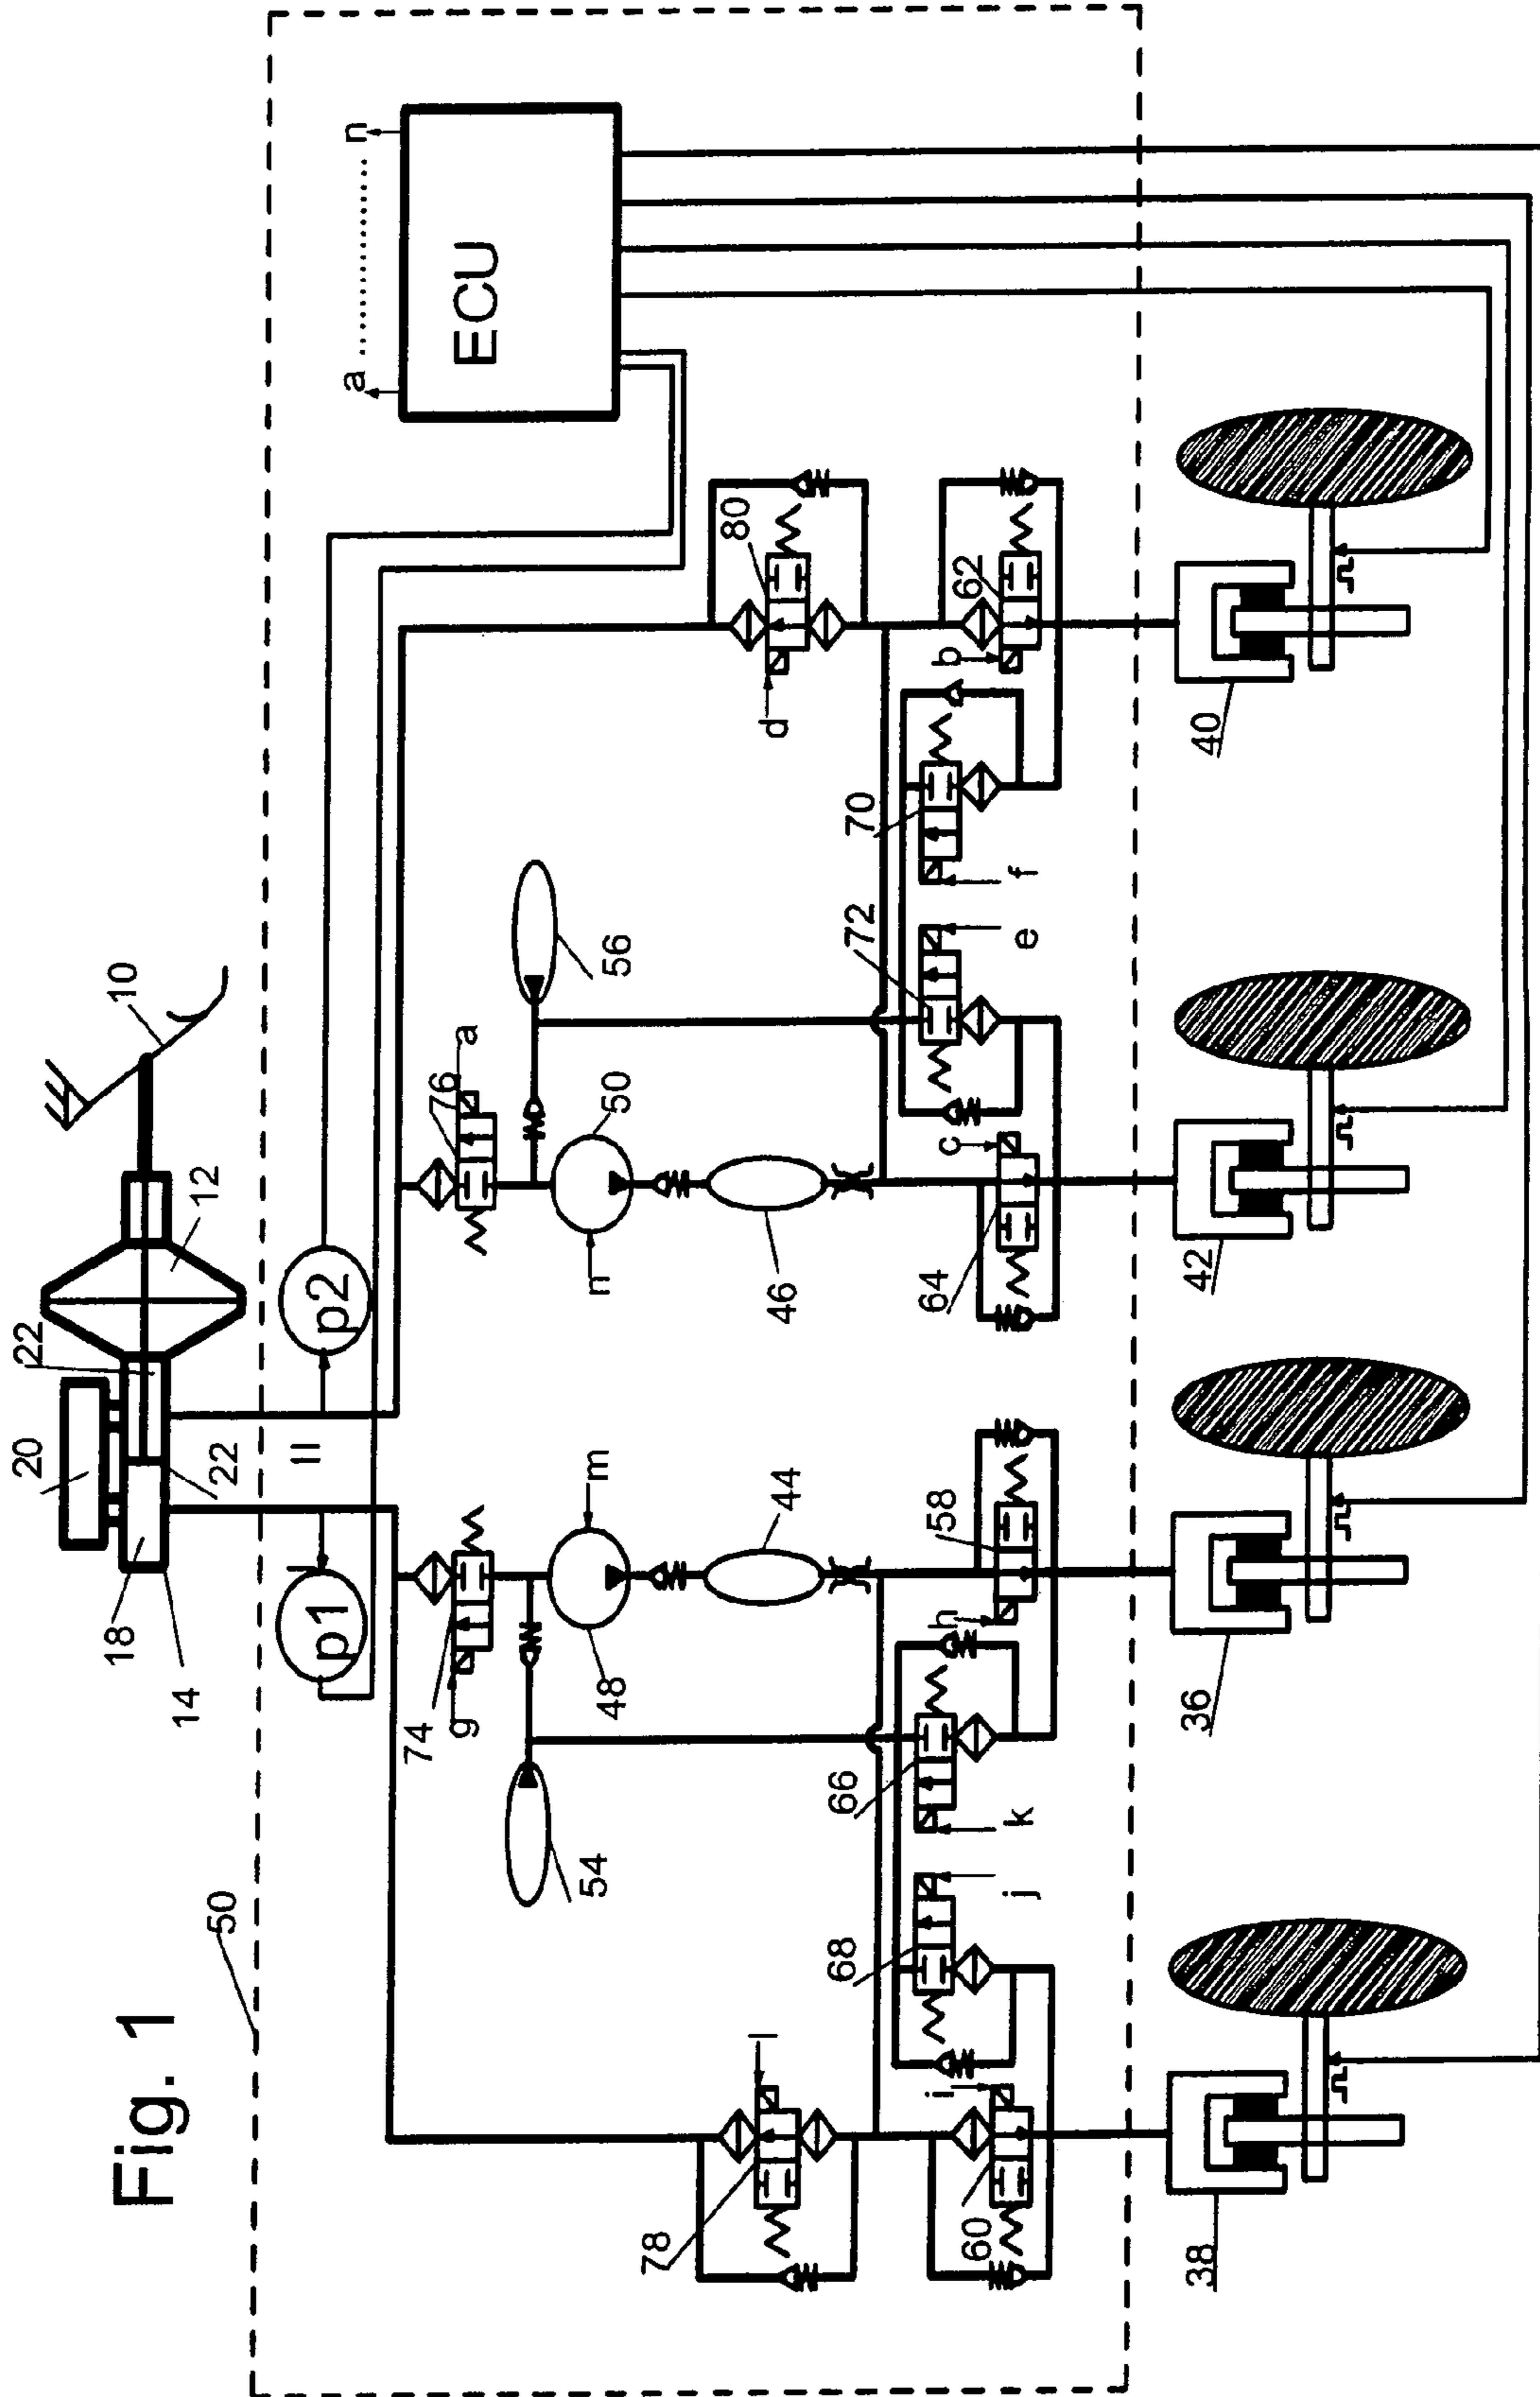 Fig. 1
10
12
22
20
22
18
14
50
p1
p2
II
I
ECU
a ............ n
74
g
76
a
48
m
50
n
54
56
44
46
78
l
80
d
68
j
66
k
72
e
70
f
60
i
58
h
64
c
62
b
38
36
42
40